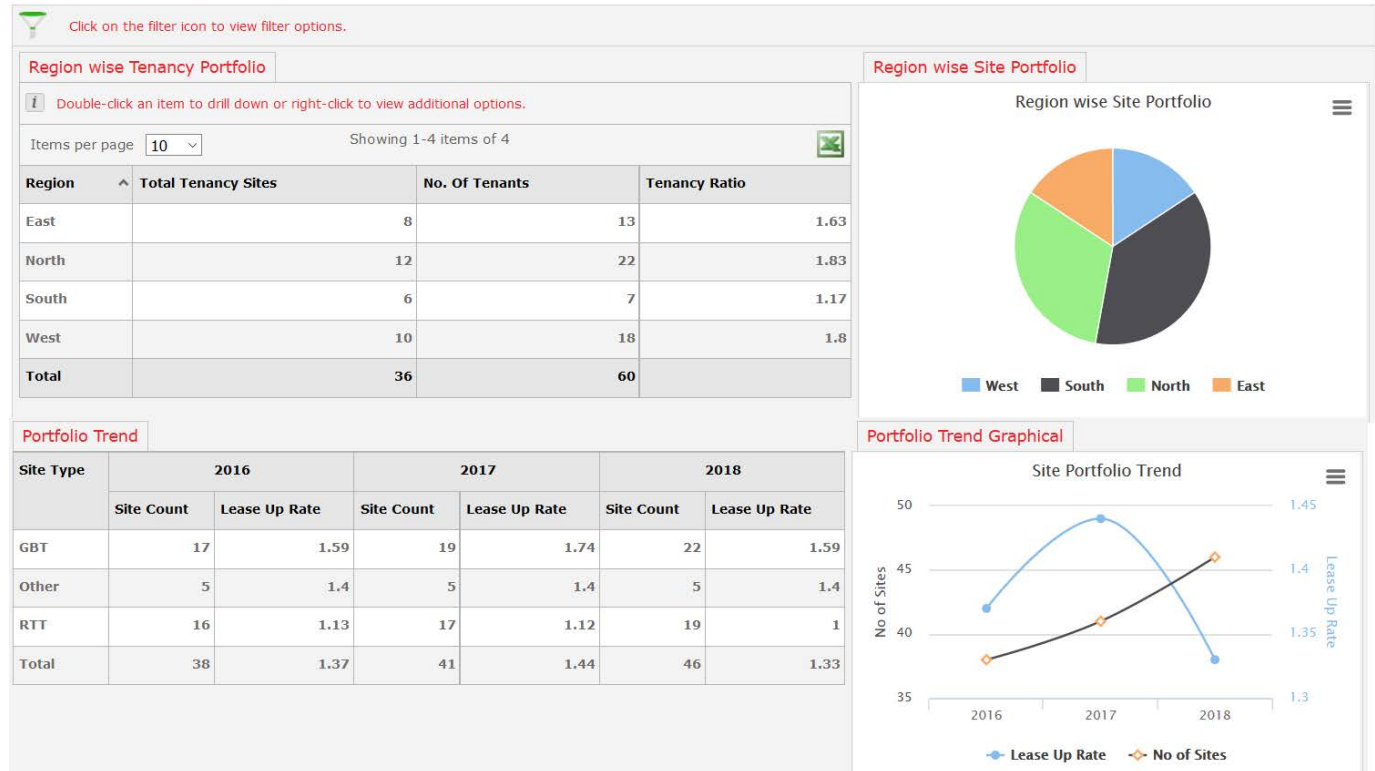 Click on the filter icon to view filter options.
Region wise Tenancy Portfolio
i Double-click an item to drill down or right-click to view additional options.
Items per page 10 Showing 1-4 items of 4
Region Total Tenancy Sites No. Of Tenants Tenancy Ratio
East 8 13 1.63
North 12 22 1.83
South 6 7 1.17
West 10 18 1.8
Total 36 60
Region wise Site Portfolio
Region wise Site Portfolio
West South North East
Portfolio Trend
Site Type 2016 2017 2018
Site Count Lease Up Rate Site Count Lease Up Rate Site Count Lease Up Rate
GBT 17 1.59 19 1.74 22 1.59
Other 5 1.4 5 1.4 5 1.4
RTT 16 1.13 17 1.12 19 1
Total 38 1.37 41 1.44 46 1.33
Portfolio Trend Graphical
Site Portfolio Trend
50 1.45
45 1.4
40 1.35
35 1.3
No of Sites
Lease Up Rate
2016 2017 2018
Lease Up Rate No of Sites